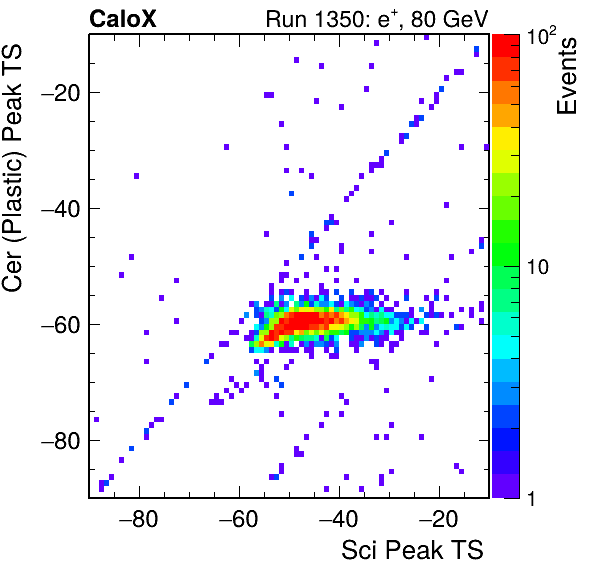 CaloX Run 1350: e⁺, 80 GeV
Cer (Plastic) Peak TS
−20
−40
−60
−80
−80 −60 −40 −20
Sci Peak TS
10²
10
1
Events